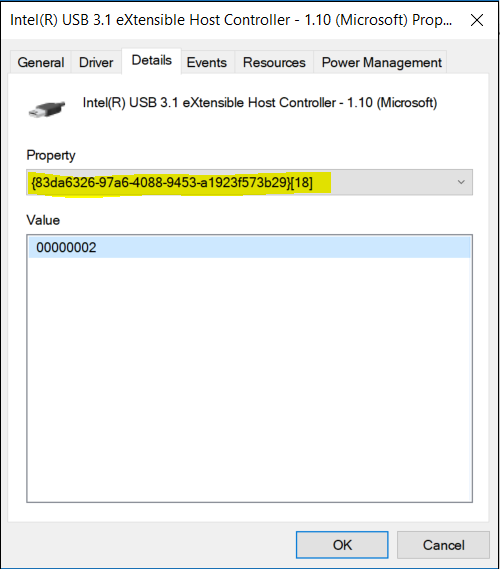 Intel(R) USB 3.1 eXtensible Host Controller - 1.10 (Microsoft) Prop...
General Driver Details Events Resources Power Management
Intel(R) USB 3.1 eXtensible Host Controller - 1.10 (Microsoft)
Property
{83da6326-97a6-4088-9453-a1923f573b29}[18]
Value
00000002
OK Cancel